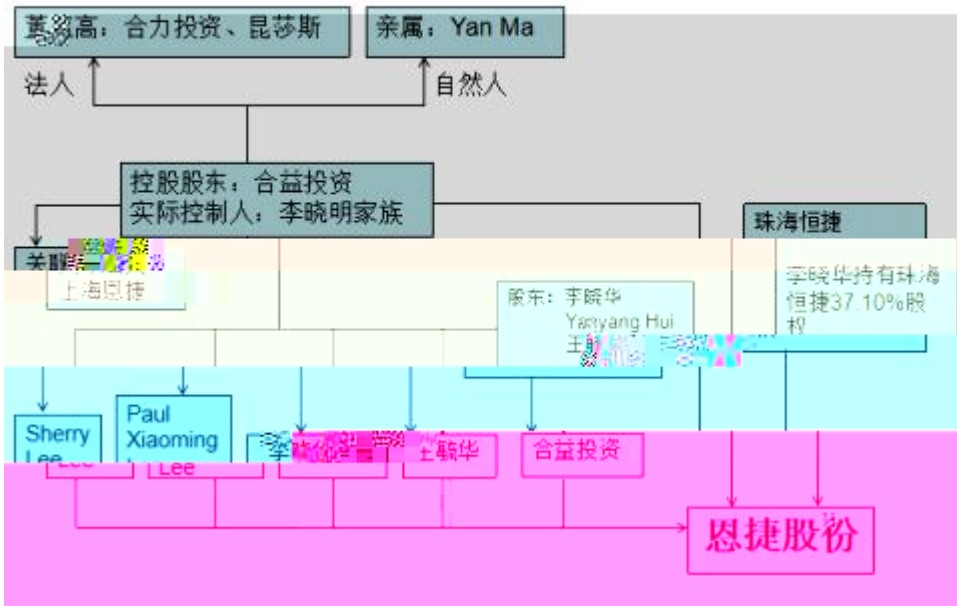 董监高：合力投资、昆莎斯
亲属：Yan Ma
法人
自然人
控股股东：合益投资
实际控制人：李晓明家族
珠海恒捷
上海恩捷
李晓华持有珠海
恒捷37.10%股
权
股东：李晓华
Yanyang Hui
Sherry
Lee
Paul
Xiaoming
Lee
王毓华
合益投资
恩捷股份